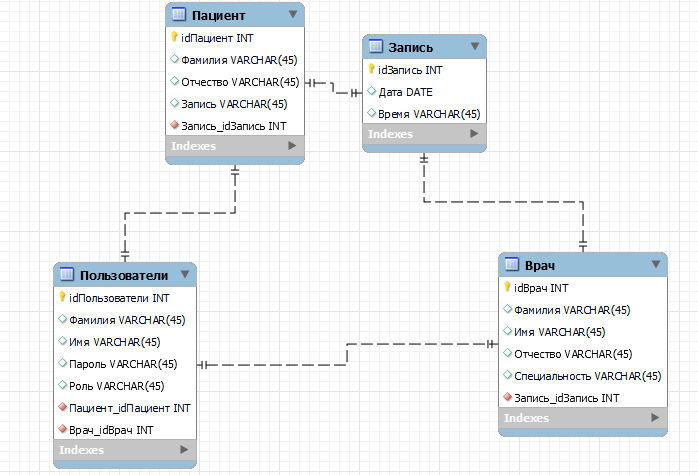 Пациент
idПациент INT
Фамилия VARCHAR(45)
Отчество VARCHAR(45)
Запись VARCHAR(45)
Запись_idЗапись INT
Indexes
Запись
idЗапись INT
Дата DATE
Время VARCHAR(45)
Indexes
Пользователи
idПользователи INT
Фамилия VARCHAR(45)
Имя VARCHAR(45)
Пароль VARCHAR(45)
Роль VARCHAR(45)
Пациент_idПациент INT
Врач_idВрач INT
Indexes
Врач
idВрач INT
Фамилия VARCHAR(45)
Имя VARCHAR(45)
Отчество VARCHAR(45)
Специальность VARCHAR(45)
Запись_idЗапись INT
Indexes